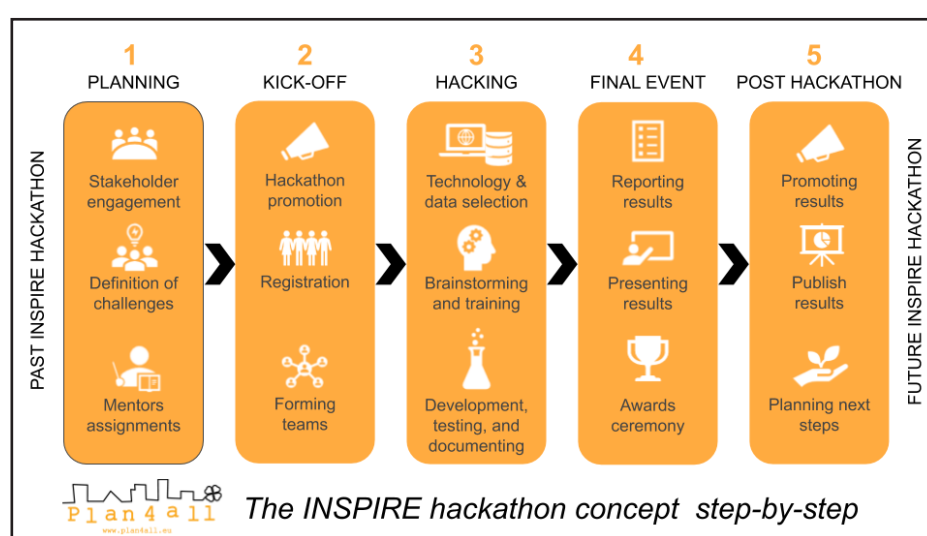 1
PLANNING
2
KICK-OFF
3
HACKING
4
FINAL EVENT
5
POST HACKATHON
PAST INSPIRE HACKATHON
Stakeholder
engagement
Definition of
challenges
Mentors
assignments
Hackathon
promotion
Registration
Forming
teams
Technology &
data selection
Brainstorming
and training
Development,
testing, and
documenting
Reporting
results
Presenting
results
Awards
ceremony
Promoting
results
Publish
results
Planning next
steps
FUTURE INSPIRE HACKATHON
Plan4all
www.plan4all.eu
The INSPIRE hackathon concept step-by-step